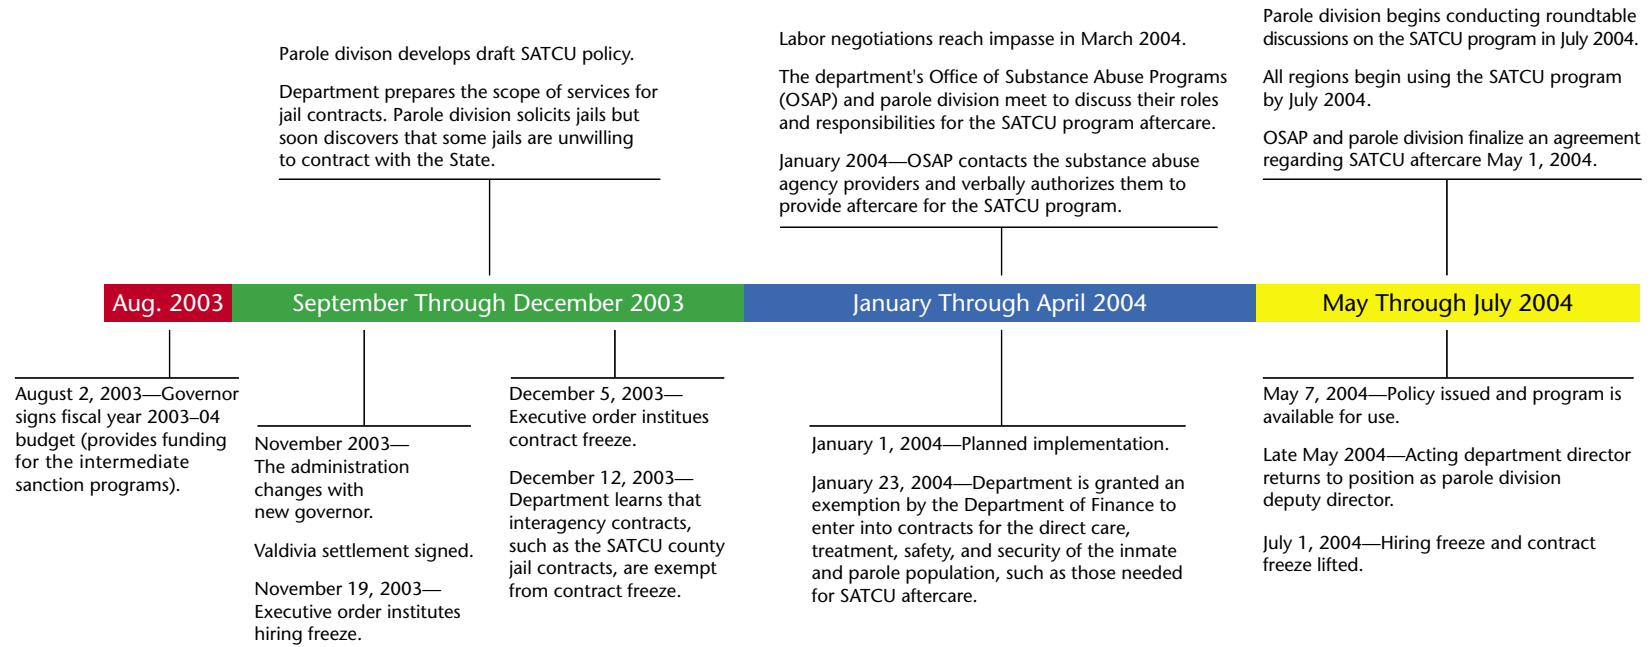 Parole divison develops draft SATCU policy.
Department prepares the scope of services for
jail contracts. Parole division solicits jails but
soon discovers that some jails are unwilling
to contract with the State.
Labor negotiations reach impasse in March 2004.
The department's Office of Substance Abuse Programs
(OSAP) and parole division meet to discuss their roles
and responsibilities for the SATCU program aftercare.
January 2004—OSAP contacts the substance abuse
agency providers and verbally authorizes them to
provide aftercare for the SATCU program.
Parole division begins conducting roundtable
discussions on the SATCU program in July 2004.
All regions begin using the SATCU program
by July 2004.
OSAP and parole division finalize an agreement
regarding SATCU aftercare May 1, 2004.
Aug. 2003
September Through December 2003
January Through April 2004
May Through July 2004
August 2, 2003—Governor
signs fiscal year 2003–04
budget (provides funding
for the intermediate
sanction programs).
November 2003—
The administration
changes with
new governor.
Valdivia settlement signed.
November 19, 2003—
Executive order institutes
hiring freeze.
December 5, 2003—
Executive order institues
contract freeze.
December 12, 2003—
Department learns that
interagency contracts,
such as the SATCU county
jail contracts, are exempt
from contract freeze.
January 1, 2004—Planned implementation.
January 23, 2004—Department is granted an
exemption by the Department of Finance to
enter into contracts for the direct care,
treatment, safety, and security of the inmate
and parole population, such as those needed
for SATCU aftercare.
May 7, 2004—Policy issued and program is
available for use.
Late May 2004—Acting department director
returns to position as parole division
deputy director.
July 1, 2004—Hiring freeze and contract
freeze lifted.